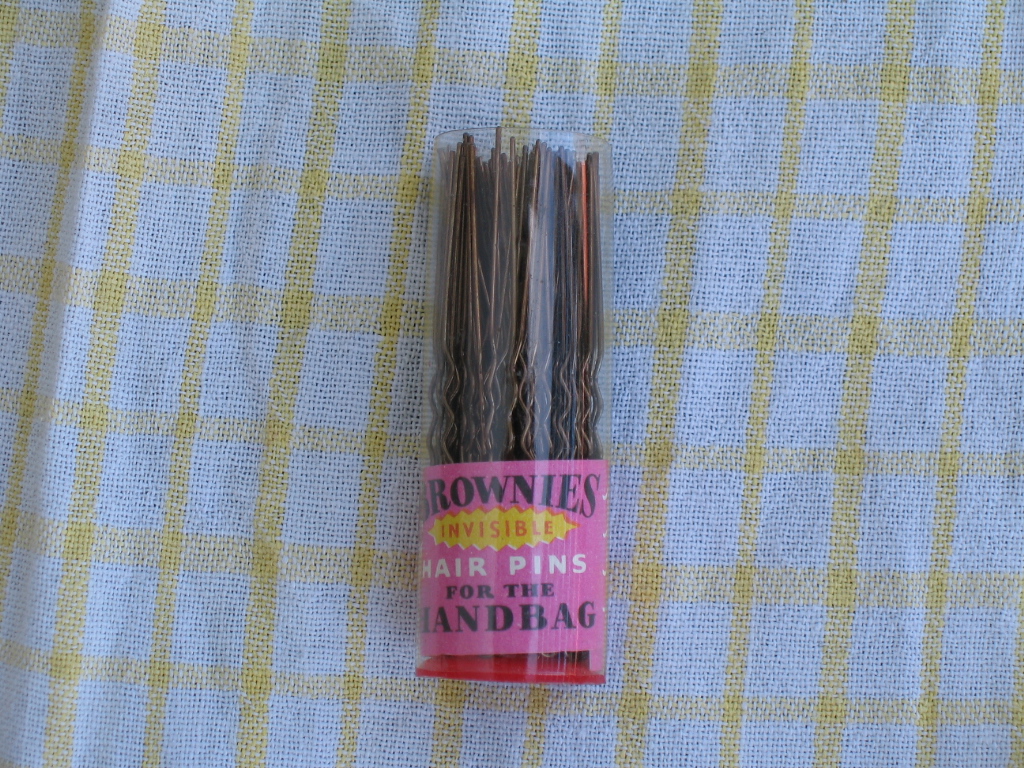 BROWNIES
INVISIBLE
HAIR PINS
FOR THE
HANDBAG